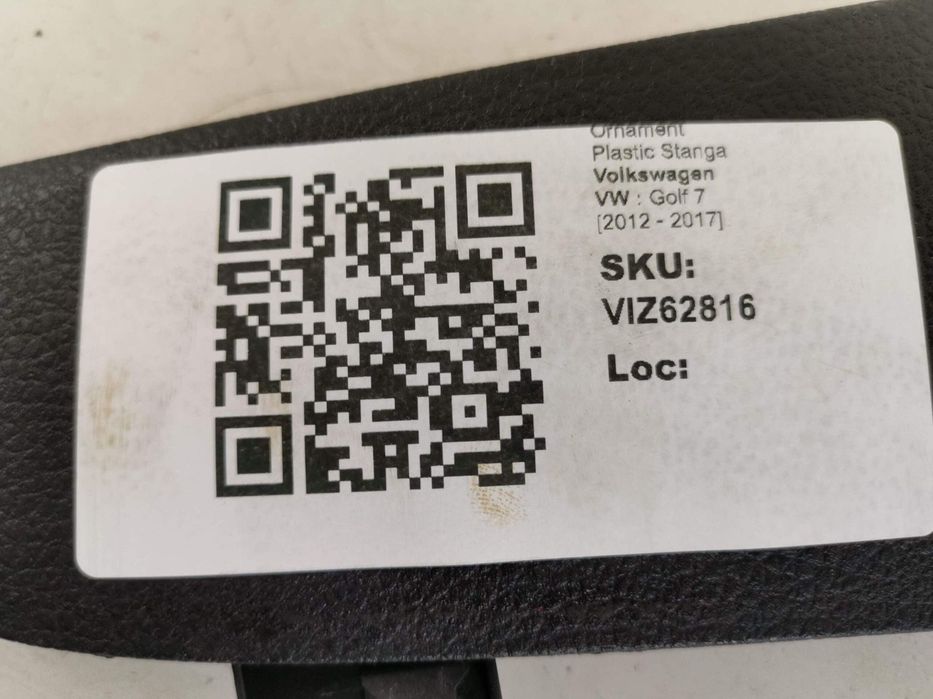 Ornament
Plastic Stanga
Volkswagen
VW : Golf 7
[2012 - 2017]
SKU:
VIZ62816
Loc: